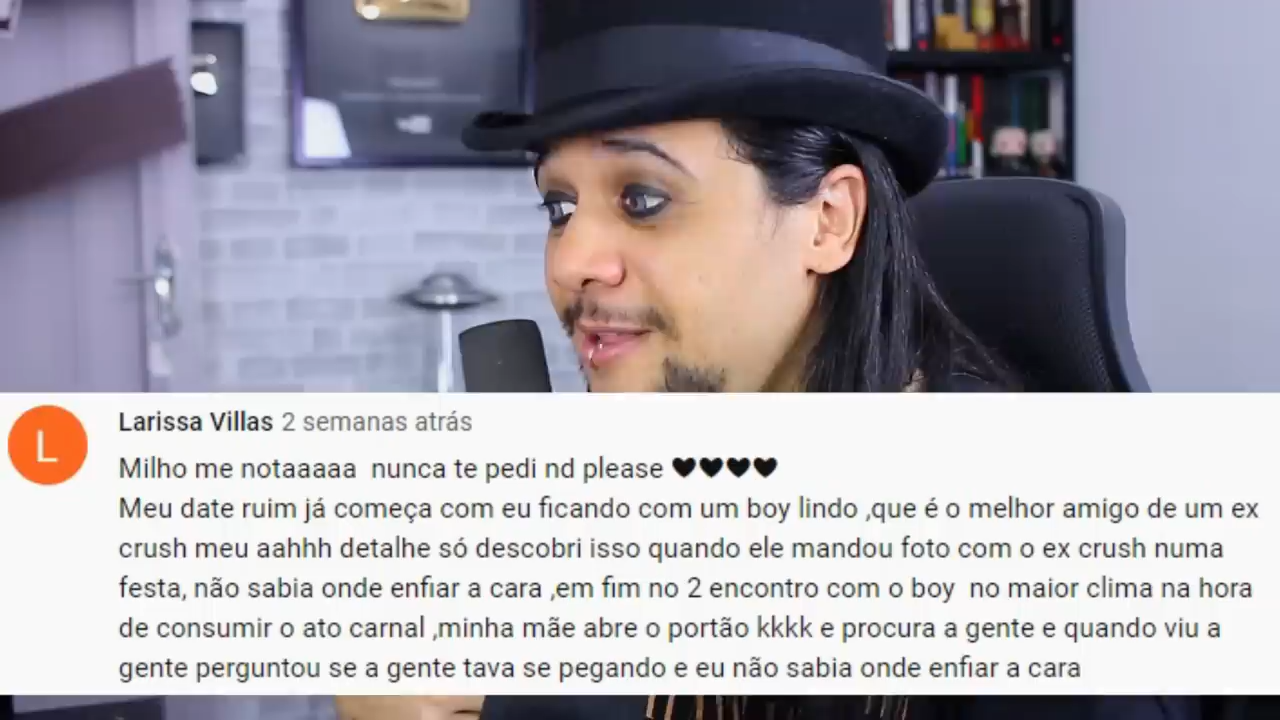 Larissa Villas 2 semanas atrás
L
Milho me notaaaaa nunca te pedi nd please ♥♥♥♥
Meu date ruim já começa com eu ficando com um boy lindo ,que é o melhor amigo de um ex
crush meu aahhh detalhe só descobri isso quando ele mandou foto com o ex crush numa
festa, não sabia onde enfiar a cara ,em fim no 2 encontro com o boy no maior clima na hora
de consumir o ato carnal ,minha mãe abre o portão kkkk e procura a gente e quando viu a
gente perguntou se a gente tava se pegando e eu não sabia onde enfiar a cara